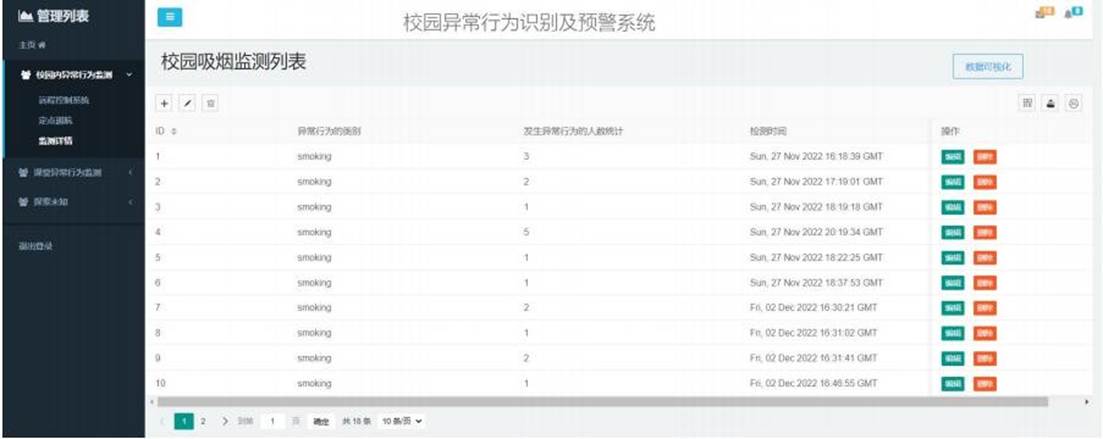 管理列表
校园异常行为识别及预警系统
主页
校园吸烟监测列表
数据可视化
校园内异常行为监测
远程控制系统
定点巡航
监测详情
课堂异常行为监测
探索未知
退出登录
ID 异常行为的类别 发生异常行为的人数统计 检测时间 操作
1 smoking 3 Sun, 27 Nov 2022 16:18:39 GMT 编辑 删除
2 smoking 2 Sun, 27 Nov 2022 17:19:01 GMT 编辑 删除
3 smoking 1 Sun, 27 Nov 2022 18:19:18 GMT 编辑 删除
4 smoking 5 Sun, 27 Nov 2022 20:19:34 GMT 编辑 删除
5 smoking 1 Sun, 27 Nov 2022 18:22:25 GMT 编辑 删除
6 smoking 1 Sun, 27 Nov 2022 18:37:53 GMT 编辑 删除
7 smoking 2 Fri, 02 Dec 2022 16:30:21 GMT 编辑 删除
8 smoking 1 Fri, 02 Dec 2022 16:31:02 GMT 编辑 删除
9 smoking 2 Fri, 02 Dec 2022 16:31:41 GMT 编辑 删除
10 smoking 1 Fri, 02 Dec 2022 16:46:55 GMT 编辑 删除
1 2 到第 1 页 确定 共 18 条 10 条/页